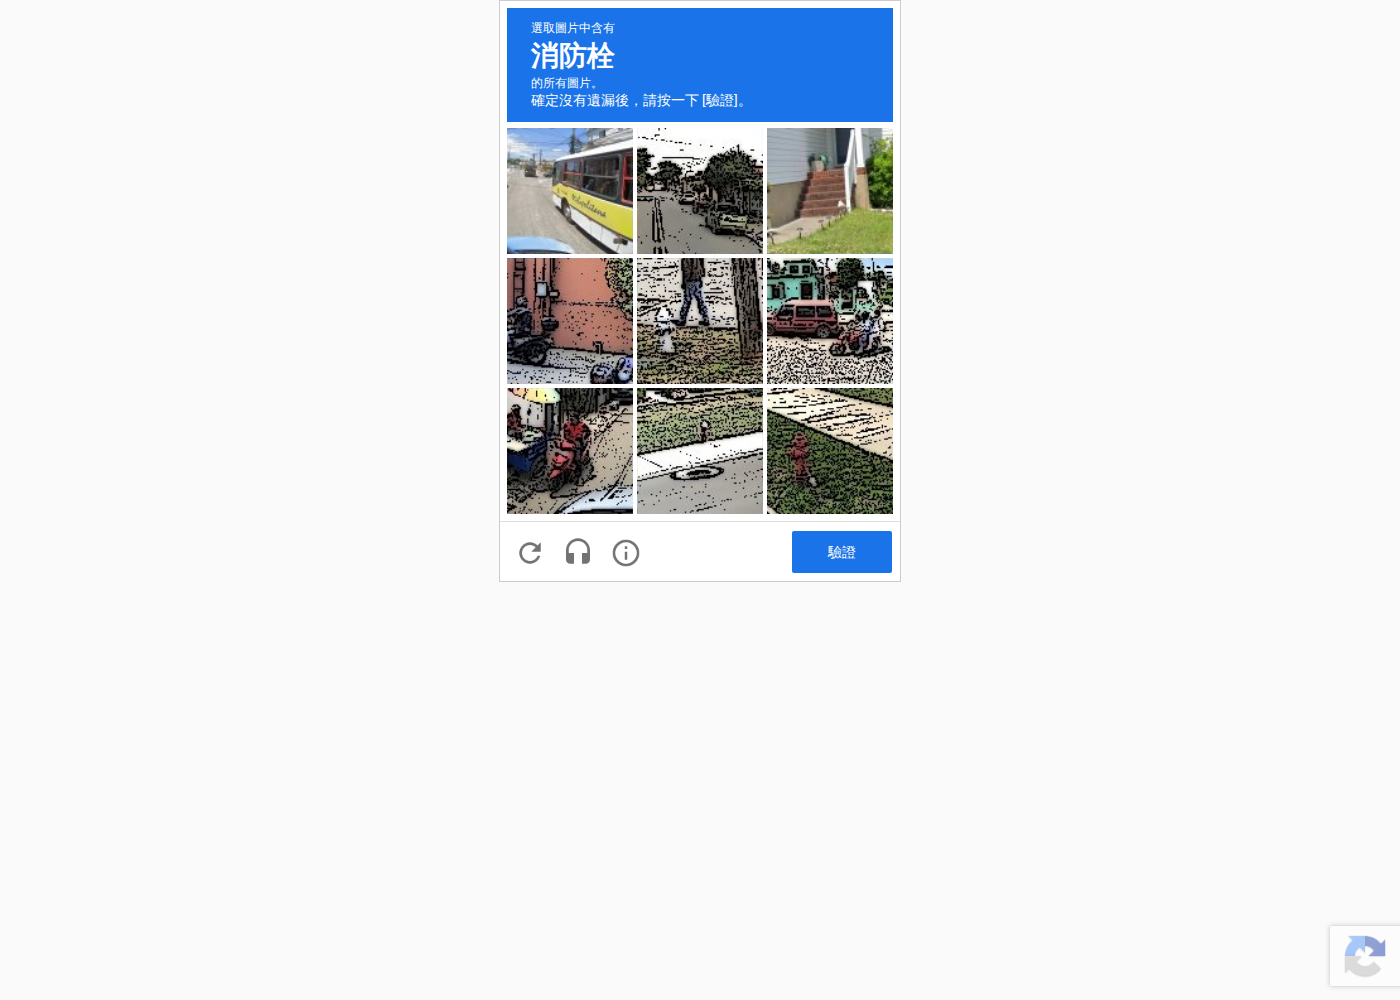 選取圖片中含有
消防栓
的所有圖片。
確定沒有遺漏後，請按一下 [驗證]。
Metropolitana
驗證